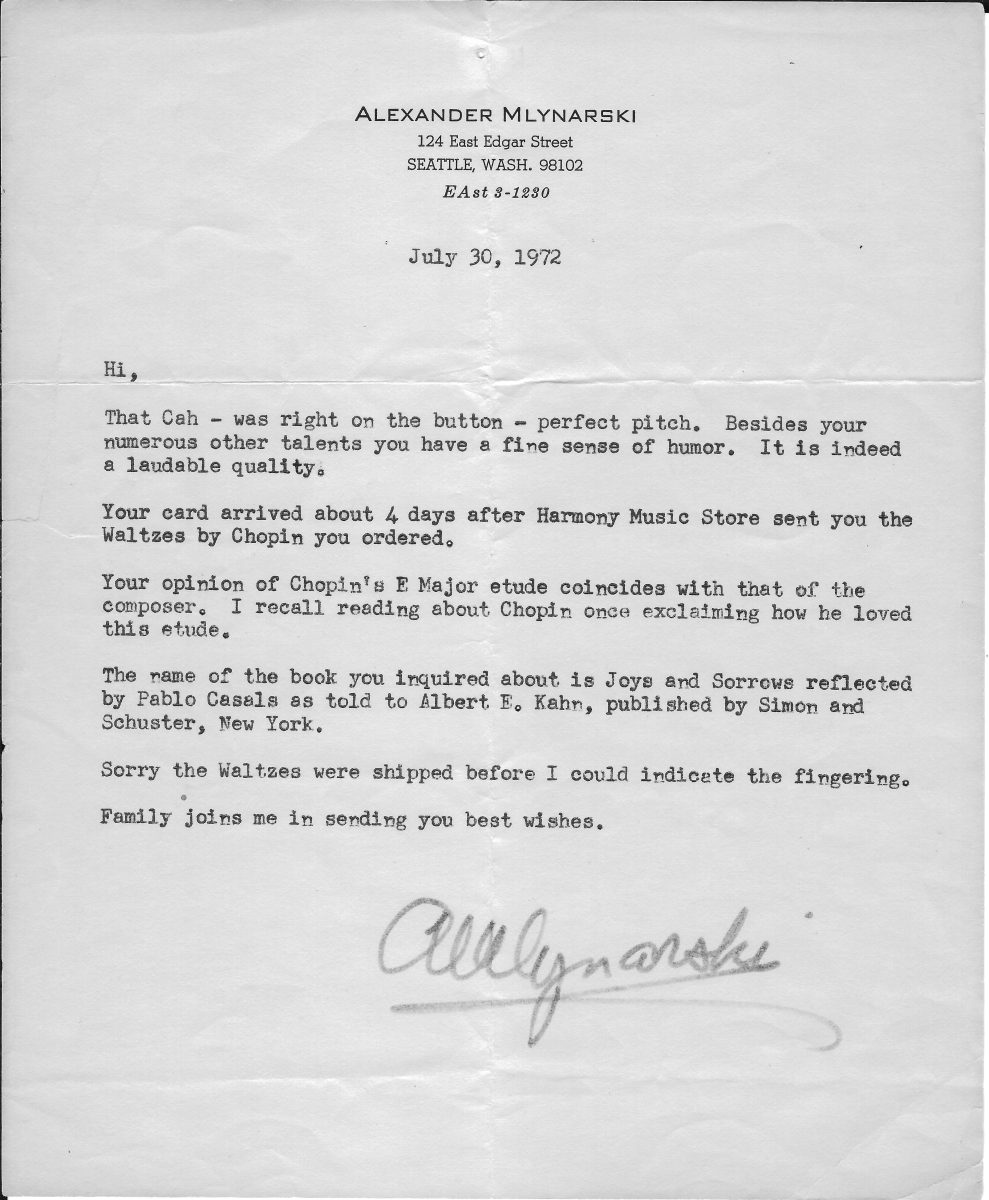 ALEXANDER MLYNARSKI
124 East Edgar Street
SEATTLE, WASH. 98102
EAst 3-1230
July 30, 1972
Hi,
That Cah - was right on the button - perfect pitch. Besides your
numerous other talents you have a fine sense of humor. It is indeed
a laudable quality.
Your card arrived about 4 days after Harmony Music Store sent you the
Waltzes by Chopin you ordered.
Your opinion of Chopin's E Major etude coincides with that of the
composer. I recall reading about Chopin once exclaiming how he loved
this etude.
The name of the book you inquired about is Joys and Sorrows reflected
by Pablo Casals as told to Albert E. Kahn, published by Simon and
Schuster, New York.
Sorry the Waltzes were shipped before I could indicate the fingering.
Family joins me in sending you best wishes.
AMlynarski